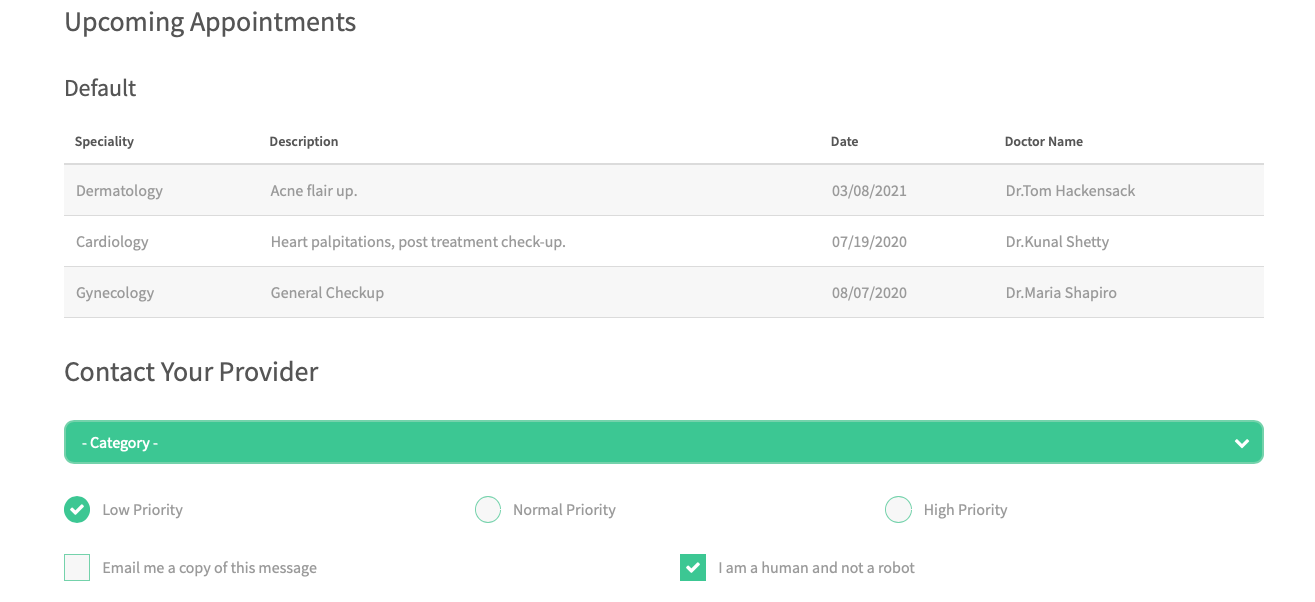 Upcoming Appointments
Default
Speciality Description Date Doctor Name
Dermatology Acne flair up. 03/08/2021 Dr.Tom Hackensack
Cardiology Heart palpitations, post treatment check-up. 07/19/2020 Dr.Kunal Shetty
Gynecology General Checkup 08/07/2020 Dr.Maria Shapiro
Contact Your Provider
- Category -
Low Priority Normal Priority High Priority
Email me a copy of this message I am a human and not a robot